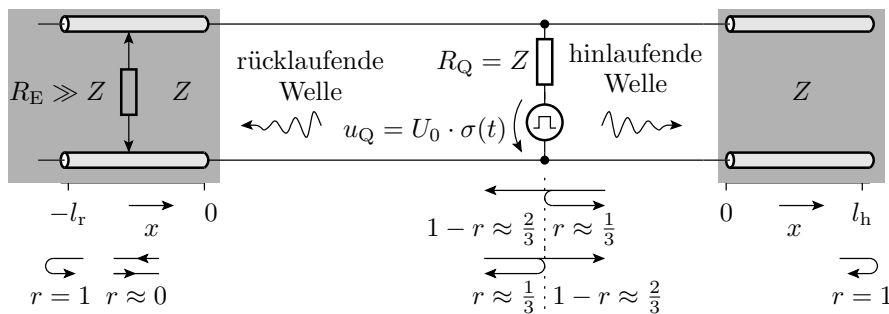 R_E ≫ Z
Z
rücklaufende
Welle
R_Q = Z
u_Q = U_0 · σ(t)
hinlaufende
Welle
Z
−l_r
x
0
0
x
l_h
1 − r ≈ 2/3
r ≈ 1/3
r = 1
r ≈ 0
r ≈ 1/3
1 − r ≈ 2/3
r = 1